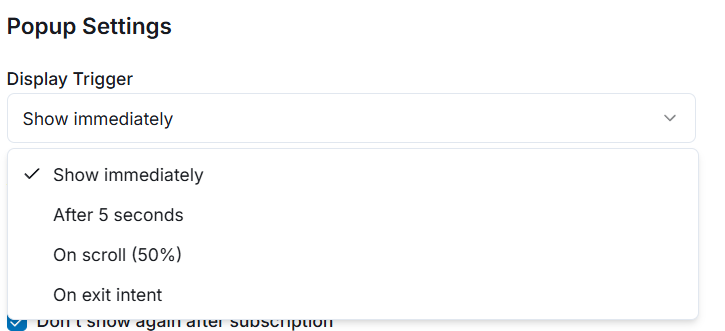 Popup Settings
Display Trigger
Show immediately
Show immediately
After 5 seconds
On scroll (50%)
On exit intent
Don't show again after subscription